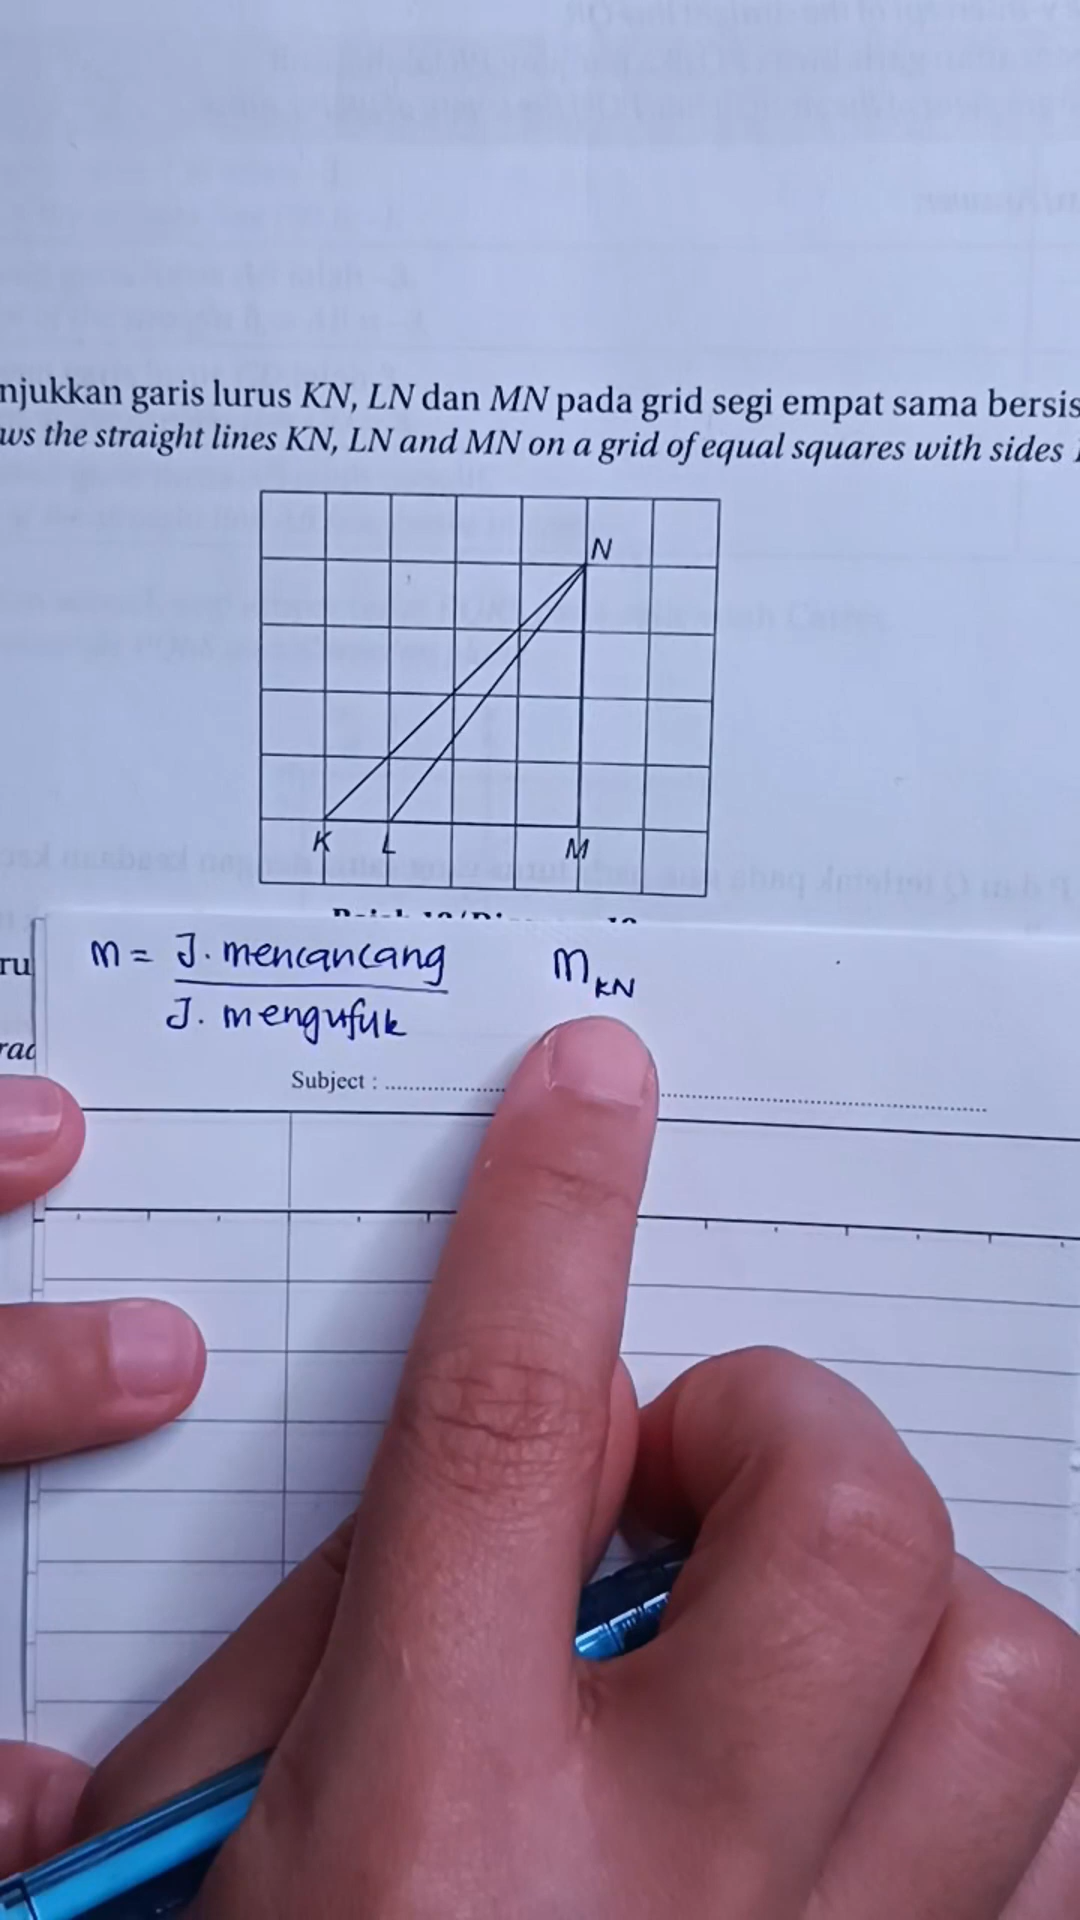 njukkan garis lurus KN, LN dan MN pada grid segi empat sama bersis
ws the straight lines KN, LN and MN on a grid of equal squares with sides
N
K L M
m = J. mencancang
J. mengufuk
m KN
ru
rad
Subject :